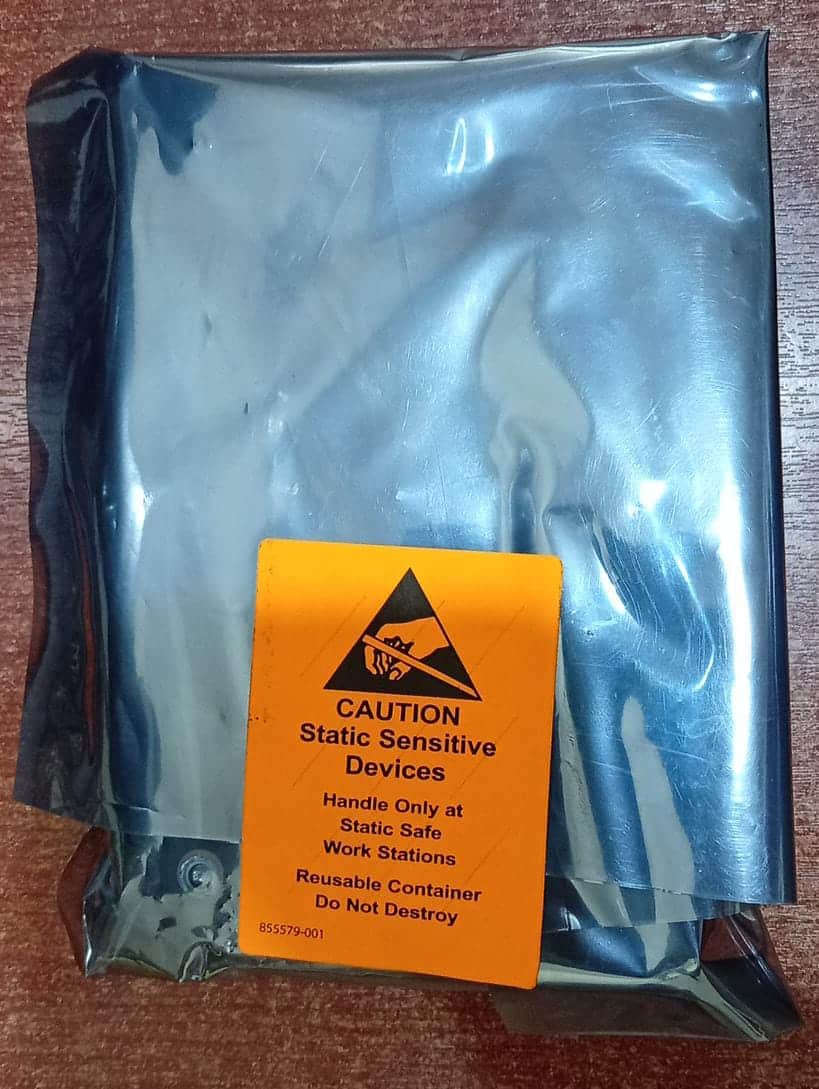 CAUTION
Static Sensitive
Devices
Handle Only at
Static Safe
Work Stations
Reusable Container
Do Not Destroy
855579-001